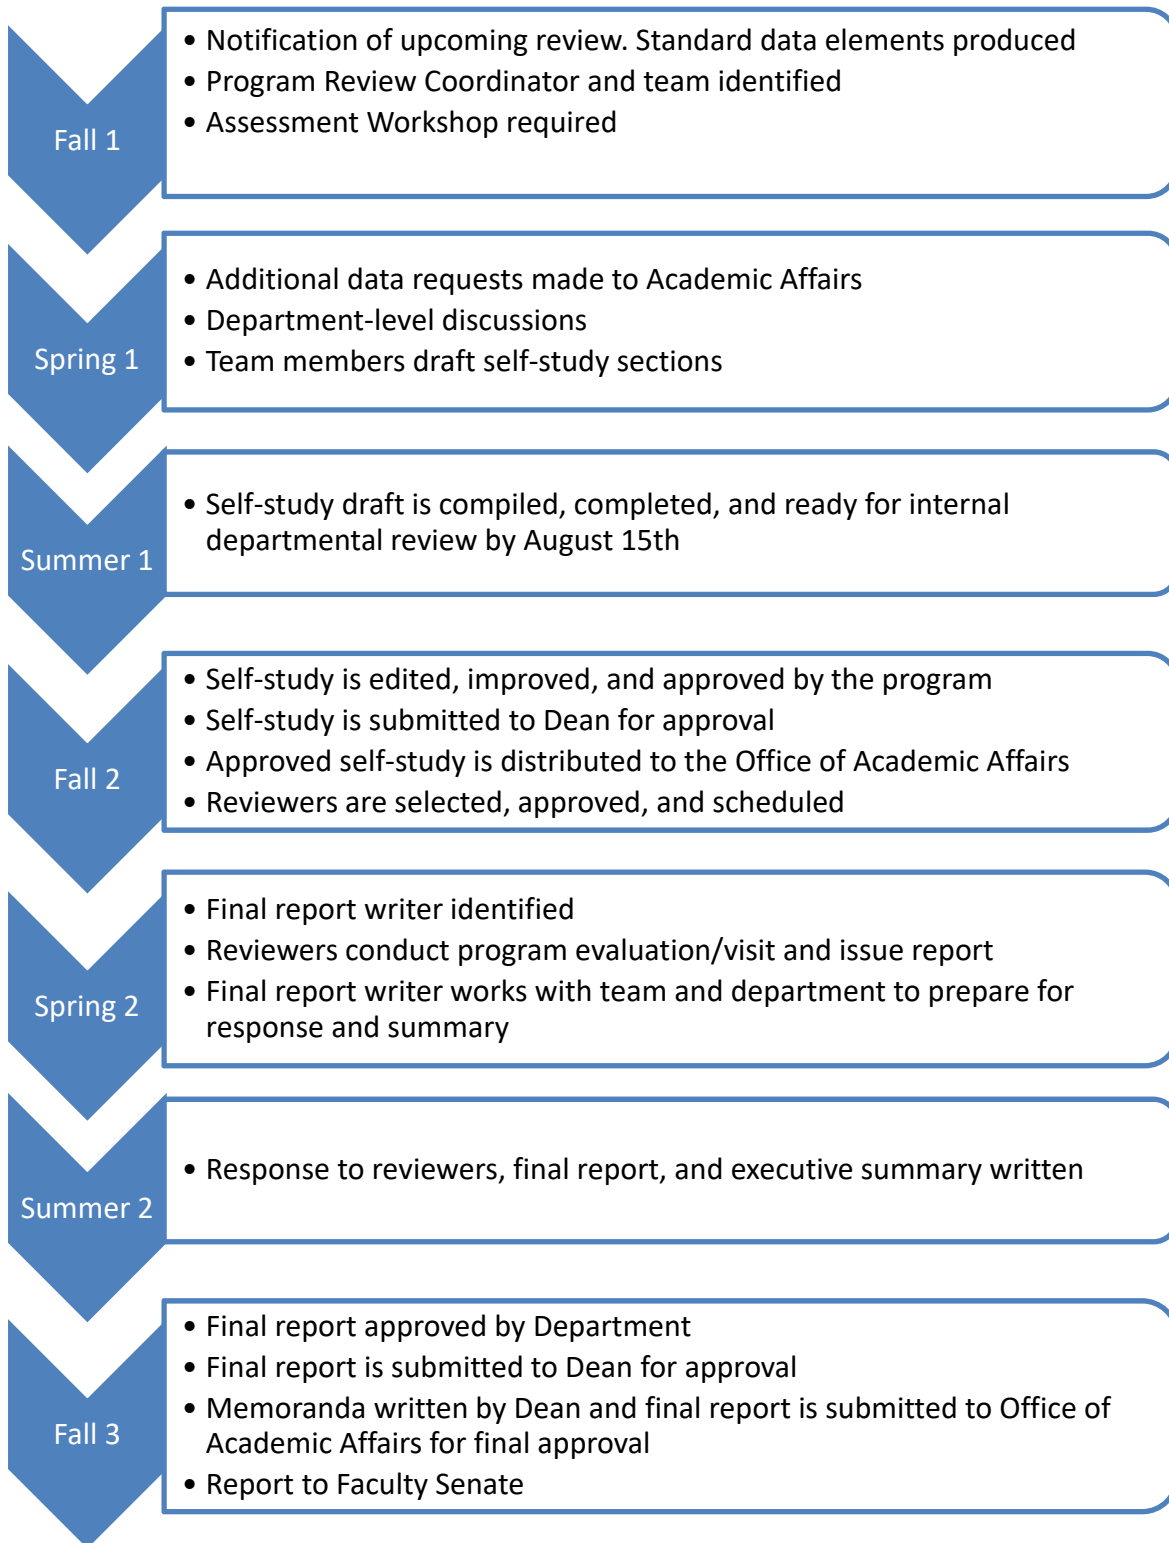 Fall 1
• Notification of upcoming review. Standard data elements produced
• Program Review Coordinator and team identified
• Assessment Workshop required
Spring 1
• Additional data requests made to Academic Affairs
• Department-level discussions
• Team members draft self-study sections
Summer 1
• Self-study draft is compiled, completed, and ready for internal
departmental review by August 15th
Fall 2
• Self-study is edited, improved, and approved by the program
• Self-study is submitted to Dean for approval
• Approved self-study is distributed to the Office of Academic Affairs
• Reviewers are selected, approved, and scheduled
Spring 2
• Final report writer identified
• Reviewers conduct program evaluation/visit and issue report
• Final report writer works with team and department to prepare for
response and summary
Summer 2
• Response to reviewers, final report, and executive summary written
Fall 3
• Final report approved by Department
• Final report is submitted to Dean for approval
• Memoranda written by Dean and final report is submitted to Office of
Academic Affairs for final approval
• Report to Faculty Senate